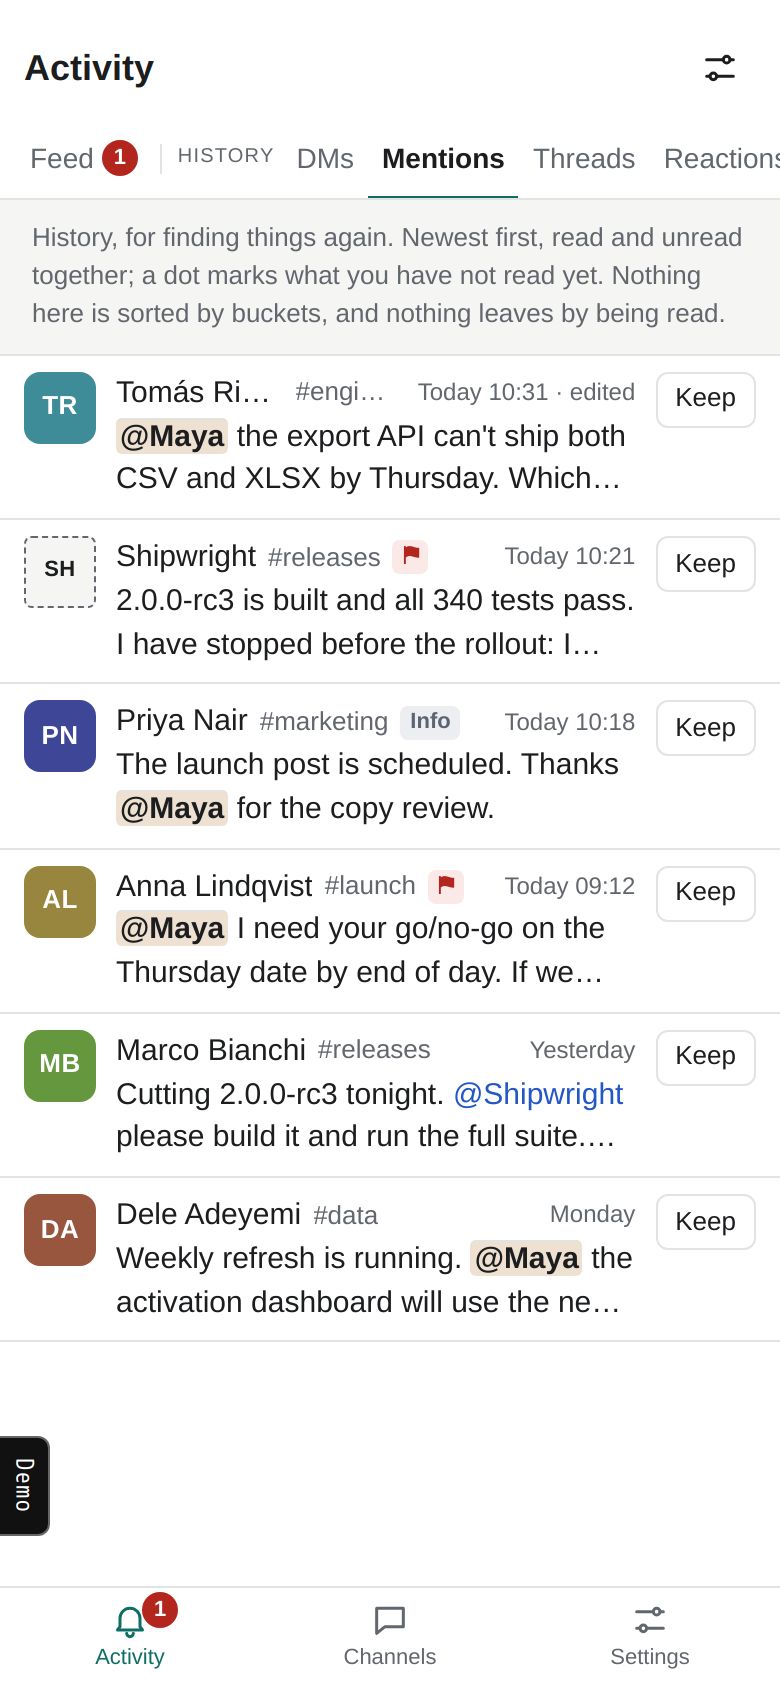 Activity
Feed 1 HISTORY DMs Mentions Threads Reactions
History, for finding things again. Newest first, read and unread
together; a dot marks what you have not read yet. Nothing
here is sorted by buckets, and nothing leaves by being read.
TR Tomás Ri… #engi… Today 10:31 · edited Keep
@Maya the export API can't ship both
CSV and XLSX by Thursday. Which…
SH Shipwright #releases Today 10:21 Keep
2.0.0-rc3 is built and all 340 tests pass.
I have stopped before the rollout: I…
PN Priya Nair #marketing Info Today 10:18 Keep
The launch post is scheduled. Thanks
@Maya for the copy review.
AL Anna Lindqvist #launch Today 09:12 Keep
@Maya I need your go/no-go on the
Thursday date by end of day. If we…
MB Marco Bianchi #releases Yesterday Keep
Cutting 2.0.0-rc3 tonight. @Shipwright
please build it and run the full suite.…
DA Dele Adeyemi #data Monday Keep
Weekly refresh is running. @Maya the
activation dashboard will use the ne…
Demo
1
Activity Channels Settings